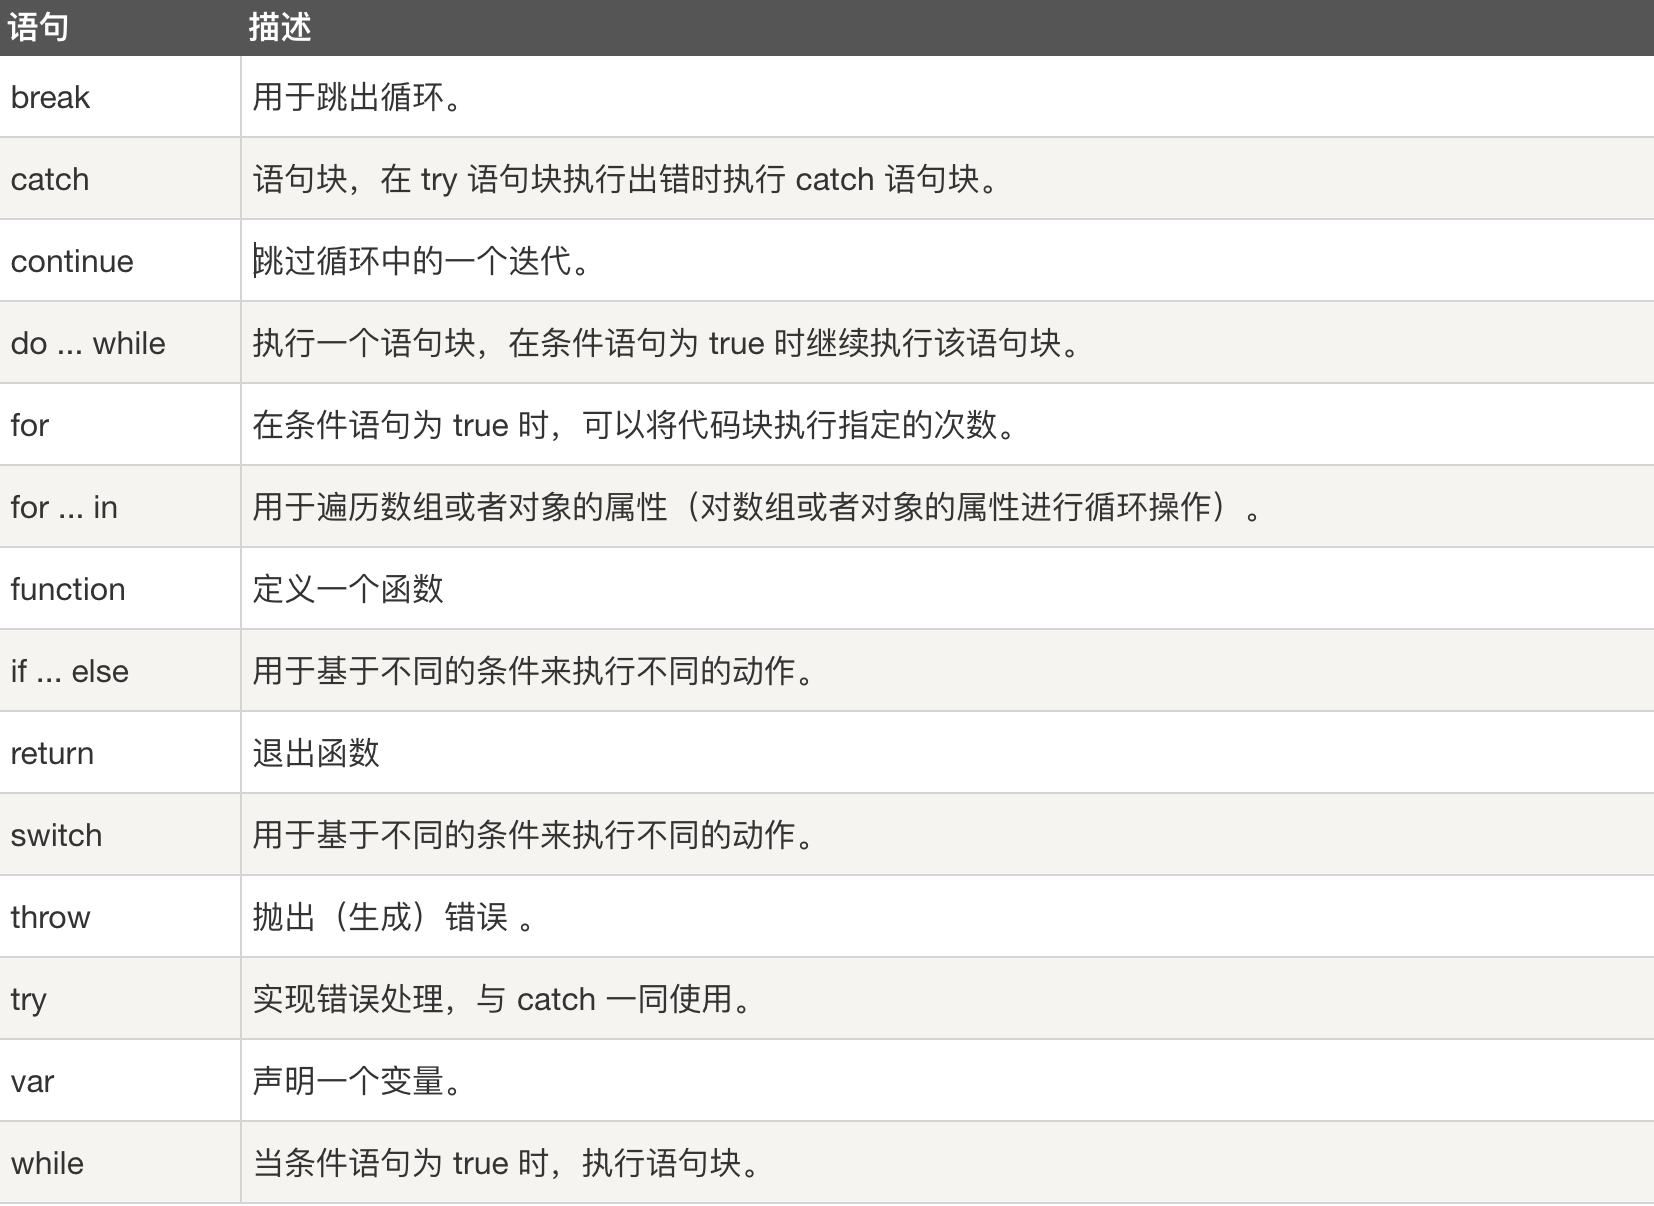 语句 描述
break 用于跳出循环。
catch 语句块，在 try 语句块执行出错时执行 catch 语句块。
continue 跳过循环中的一个迭代。
do ... while 执行一个语句块，在条件语句为 true 时继续执行该语句块。
for 在条件语句为 true 时，可以将代码块执行指定的次数。
for ... in 用于遍历数组或者对象的属性（对数组或者对象的属性进行循环操作）。
function 定义一个函数
if ... else 用于基于不同的条件来执行不同的动作。
return 退出函数
switch 用于基于不同的条件来执行不同的动作。
throw 抛出（生成）错误 。
try 实现错误处理，与 catch 一同使用。
var 声明一个变量。
while 当条件语句为 true 时，执行语句块。